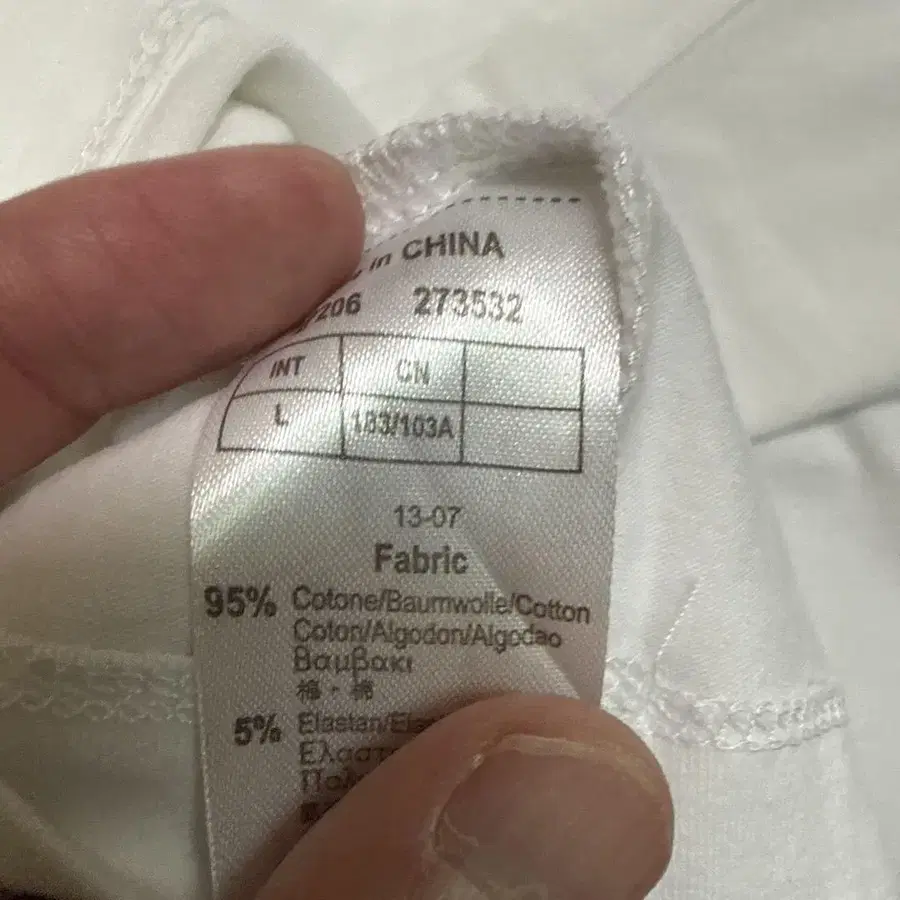 in CHINA
206 273532
INT CN
L 183/103A
13-07
Fabric
95% Cotone/Baumwolle/Cotton
Coton/Algodon/Algodao
Βαμβακι
棉・棉
5% Elastan/